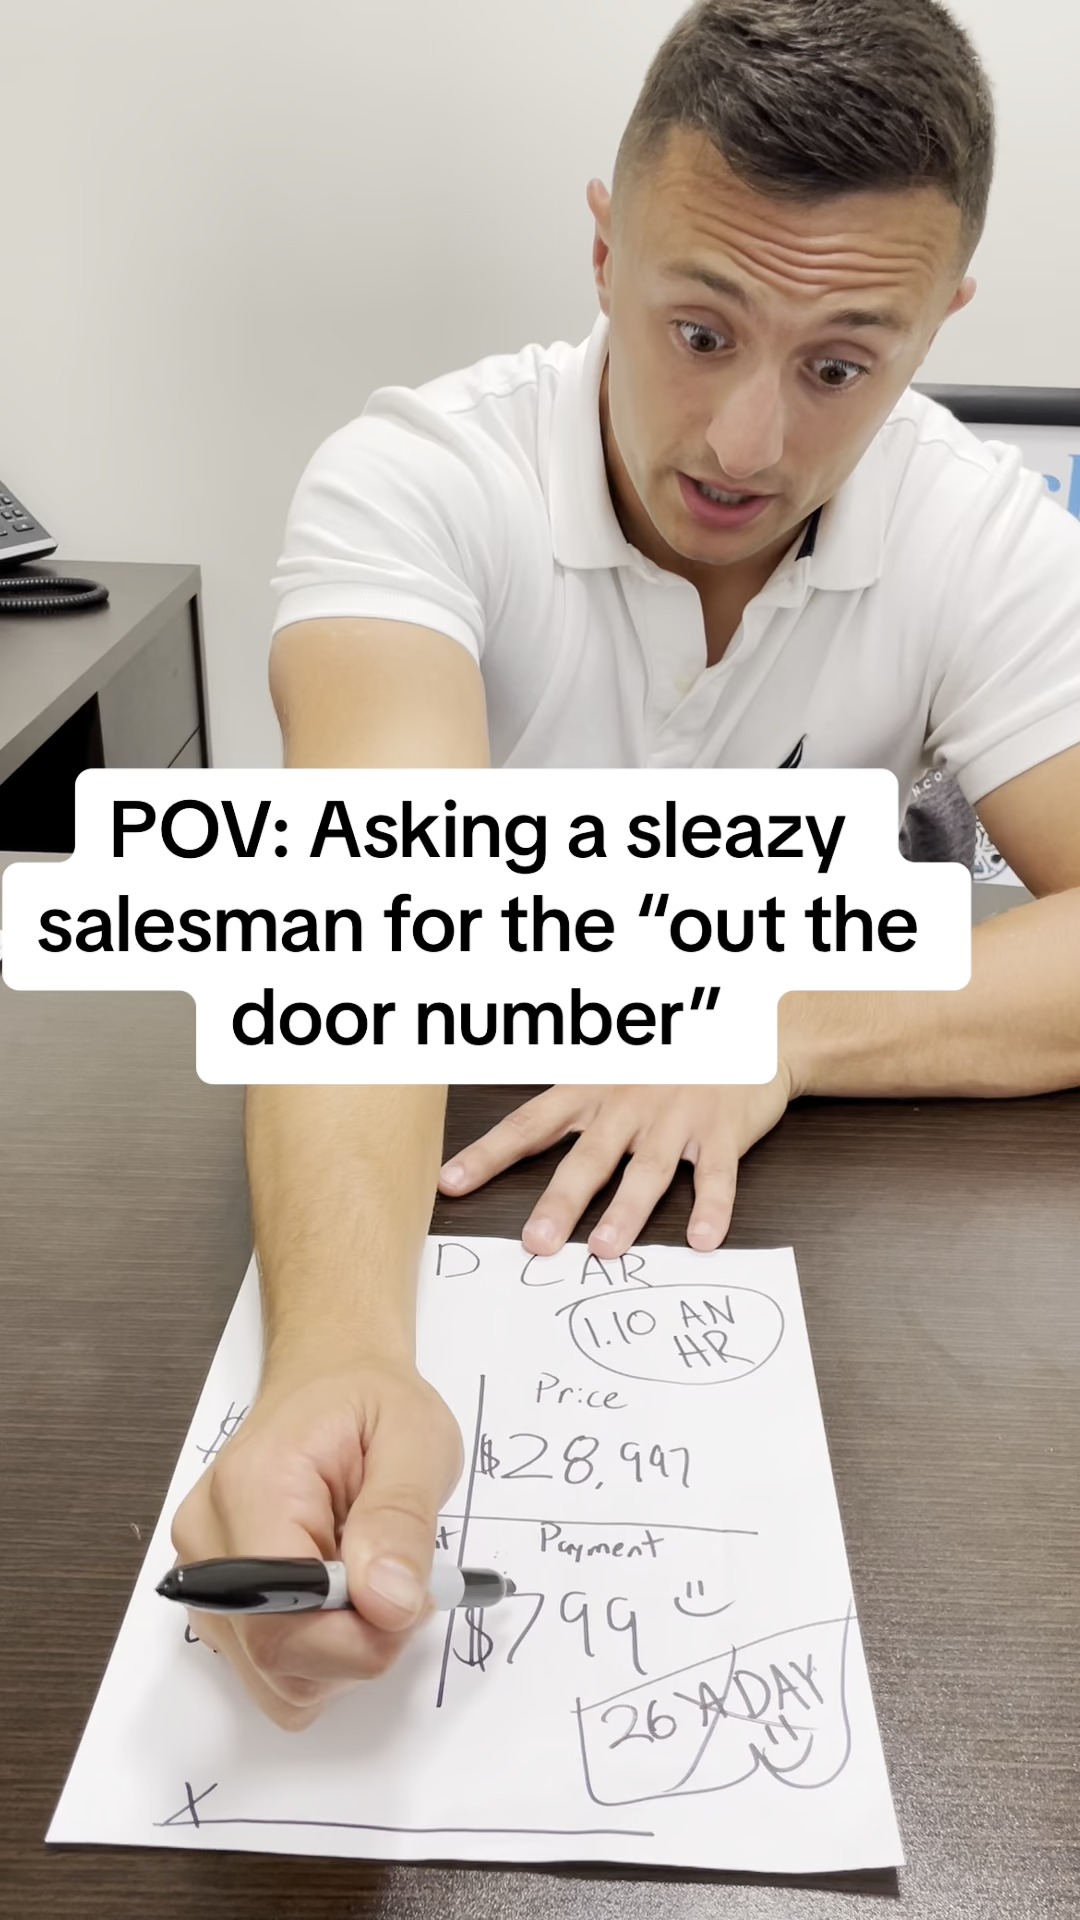 POV: Asking a sleazy
salesman for the “out the
door number”
D CAR
1.10 AN
HR
Price
$
$28,997
Payment
$799
26 A DAY
X